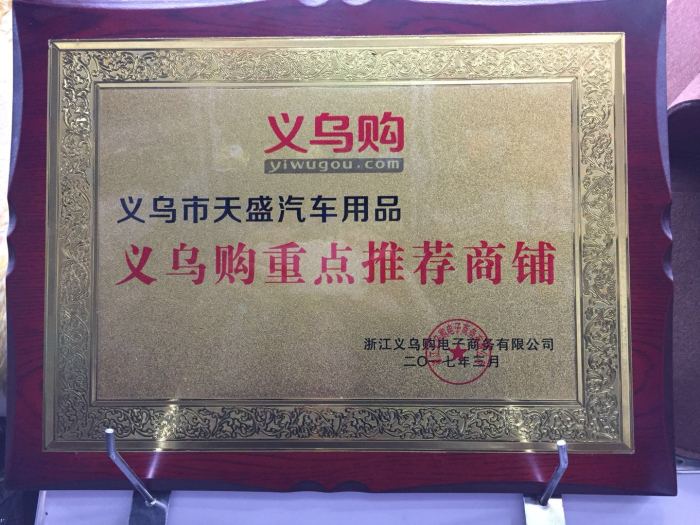 义乌购
yiwugou.com
义乌市天盛汽车用品
义乌购重点推荐商铺
浙江义乌购电子商务有限公司
二〇一七年三月